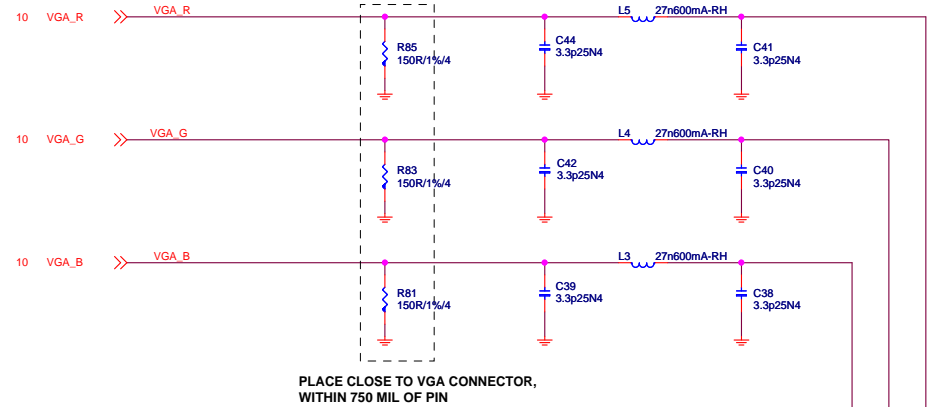 10 VGA_R VGA_R L5 27n600mA-RH
R85
150R/1%/4
C44
3.3p25N4
C41
3.3p25N4
10 VGA_G VGA_G L4 27n600mA-RH
R83
150R/1%/4
C42
3.3p25N4
C40
3.3p25N4
10 VGA_B VGA_B L3 27n600mA-RH
R81
150R/1%/4
C39
3.3p25N4
C38
3.3p25N4
PLACE CLOSE TO VGA CONNECTOR,
WITHIN 750 MIL OF PIN